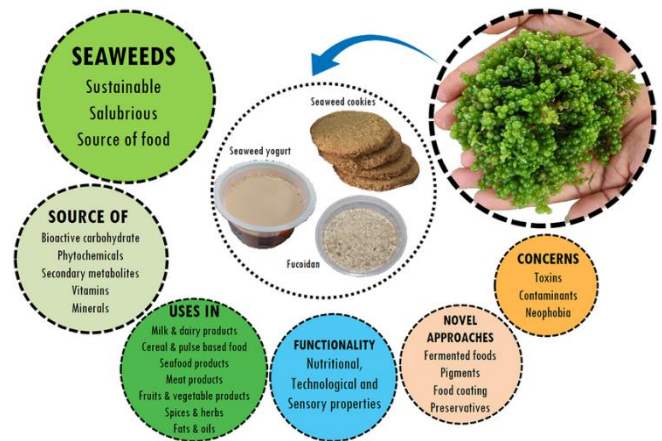 SEAWEEDS
Sustainable
Salubrious
Source of food
Seaweed cookies
Seaweed yogurt
Fucoidan
SOURCE OF
Bioactive carbohydrate
Phytochemicals
Secondary metabolites
Vitamins
Minerals
USES IN
Milk & dairy products
Cereal & pulse based food
Seafood products
Meat products
Fruits & vegetable products
Spices & herbs
Fats & oils
FUNCTIONALITY
Nutritional,
Technological and
Sensory properties
NOVEL
APPROACHES
Fermented foods
Pigments
Food coating
Preservatives
CONCERNS
Toxins
Contaminants
Neophobia